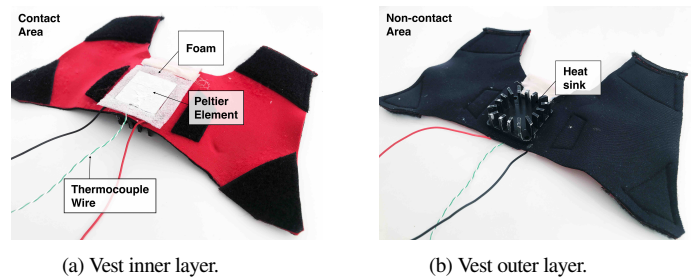 Contact
Area
Foam
Peltier
Element
Thermocouple
Wire
(a) Vest inner layer.
Non-contact
Area
Heat
sink
(b) Vest outer layer.